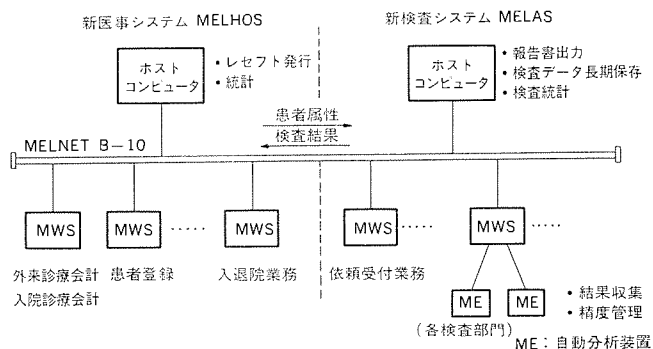 新医事システム MELHOS
新検査システム MELAS
ホスト
コンピュータ
・レセプト発行
・統計
ホスト
コンピュータ
・報告書出力
・検査データ長期保存
・検査統計
患者属性
検査結果
MELNET B−10
MWS
MWS
・・・・・
MWS
MWS
・・・・・
MWS
・・・・・
外来診療会計
入院診療会計
患者登録
入退院業務
依頼受付業務
ME
ME
・結果収集
・精度管理
(各検査部門)
ME:自動分析装置